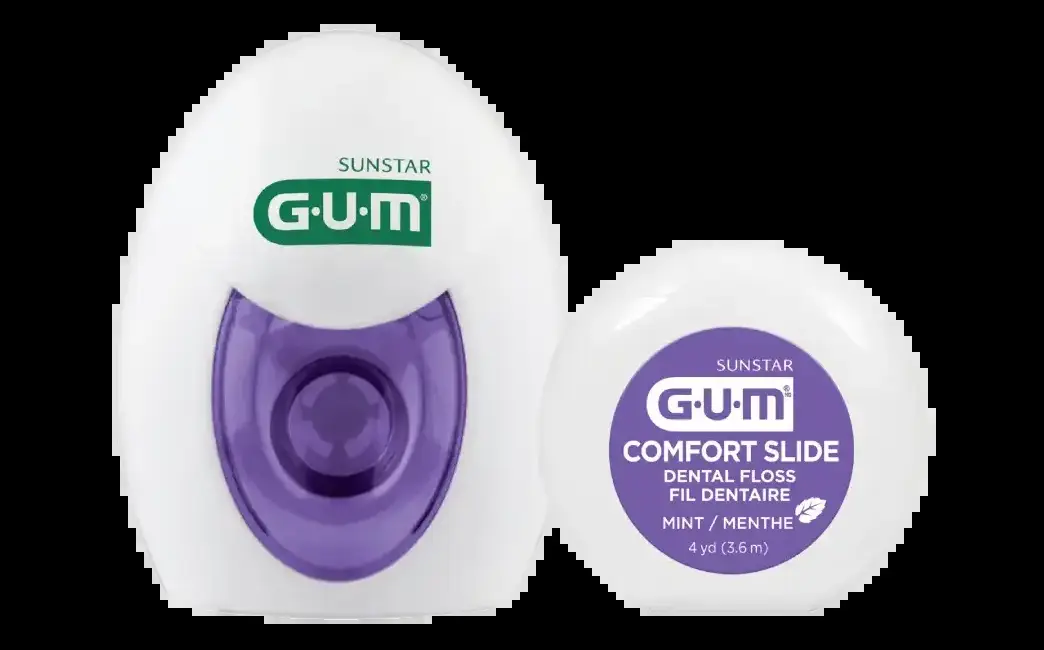 SUNSTAR
G·U·M®
SUNSTAR
G·U·M®
COMFORT SLIDE
DENTAL FLOSS
FIL DENTAIRE
MINT / MENTHE
4 yd (3.6 m)